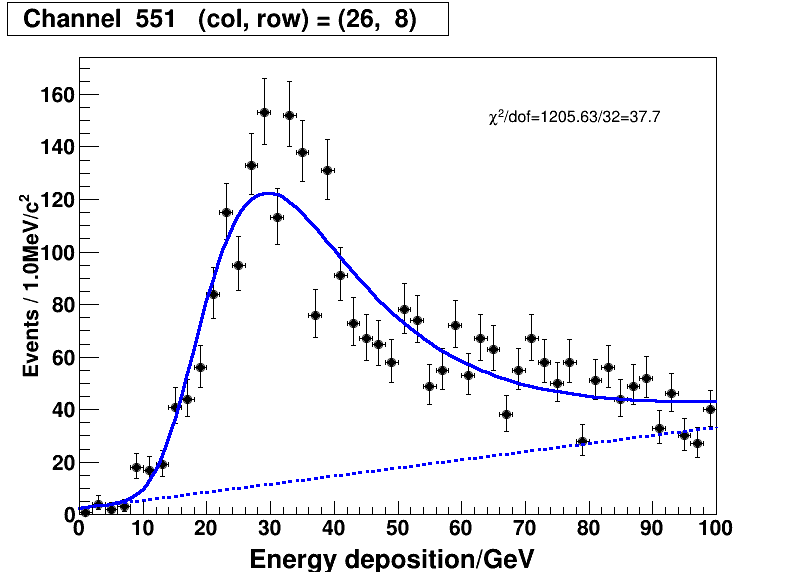 Channel 551 (col, row) = (26, 8)
χ²/dof=1205.63/32=37.7
Events / 1.0MeV/c²
160
140
120
100
80
60
40
20
0
0 10 20 30 40 50 60 70 80 90 100
Energy deposition/GeV